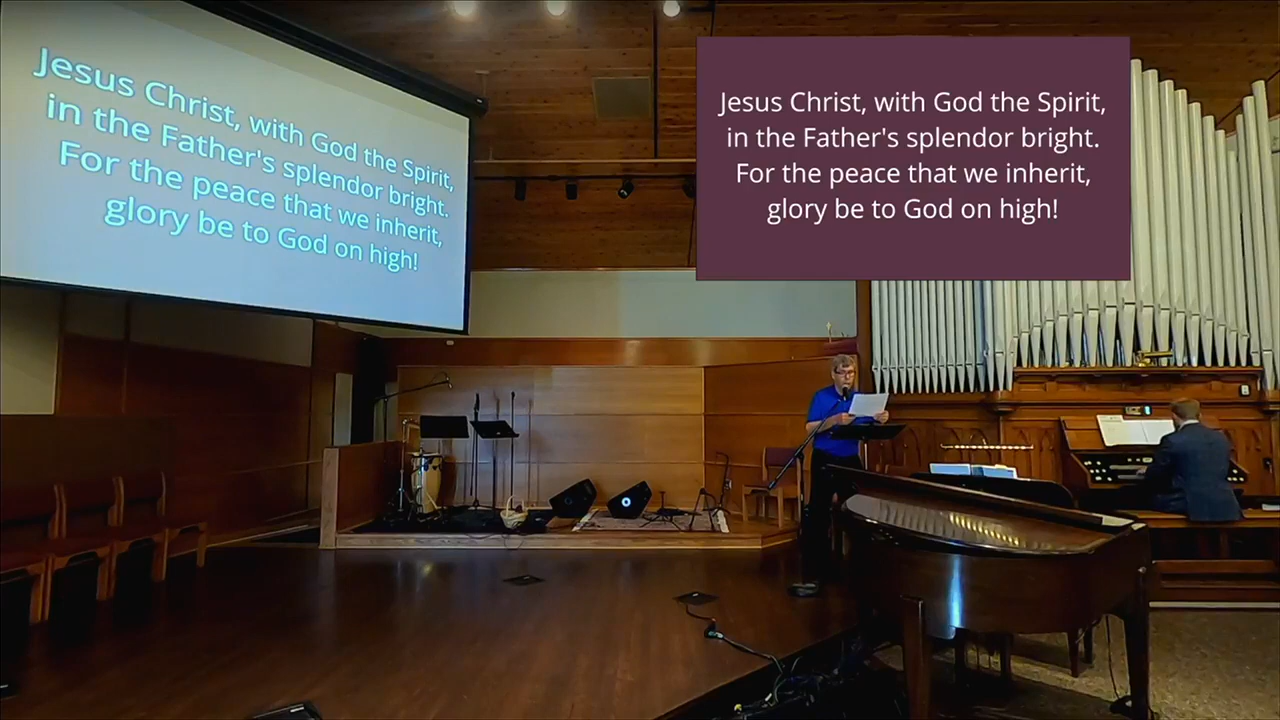 Jesus Christ, with God the Spirit,
in the Father's splendor bright.
For the peace that we inherit,
glory be to God on high!
Jesus Christ, with God the Spirit,
in the Father's splendor bright.
For the peace that we inherit,
glory be to God on high!